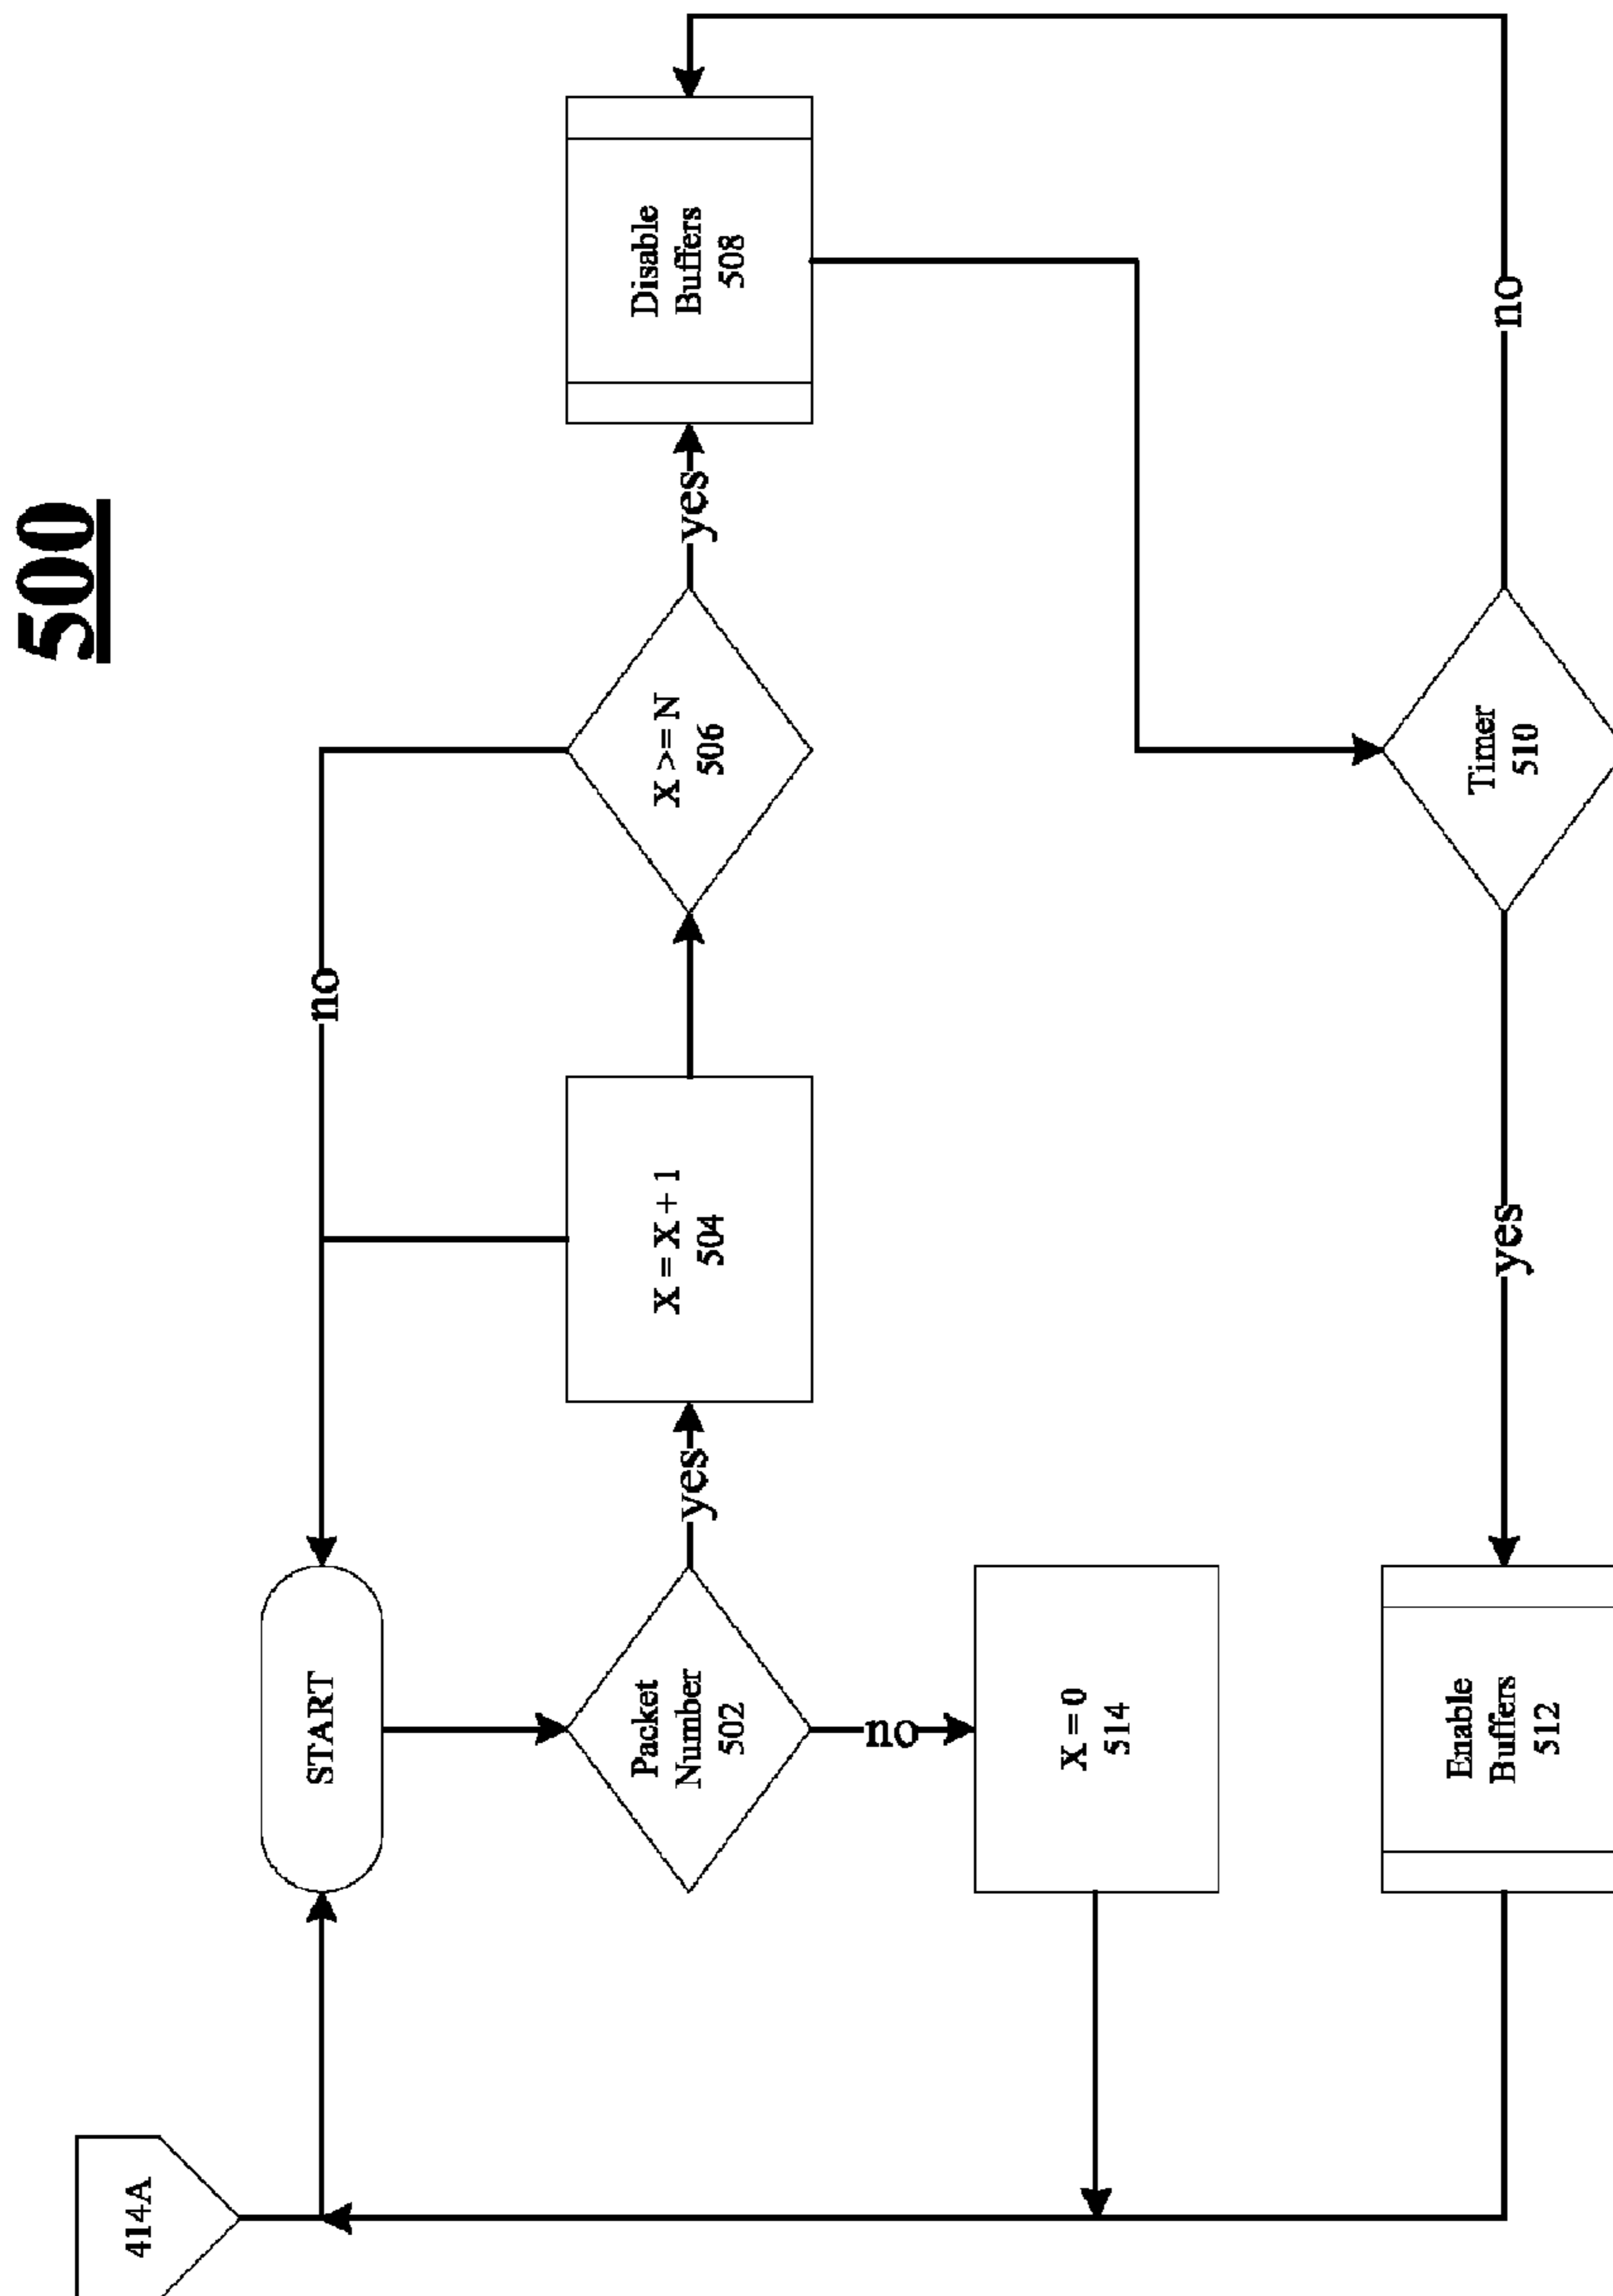 500
414A
START
Packet
Number
502
yes
X = X + 1
504
no
X >= N
506
yes
Disable
Buffers
508
no
X = 0
514
Timer
510
no
yes
Enable
Buffers
512